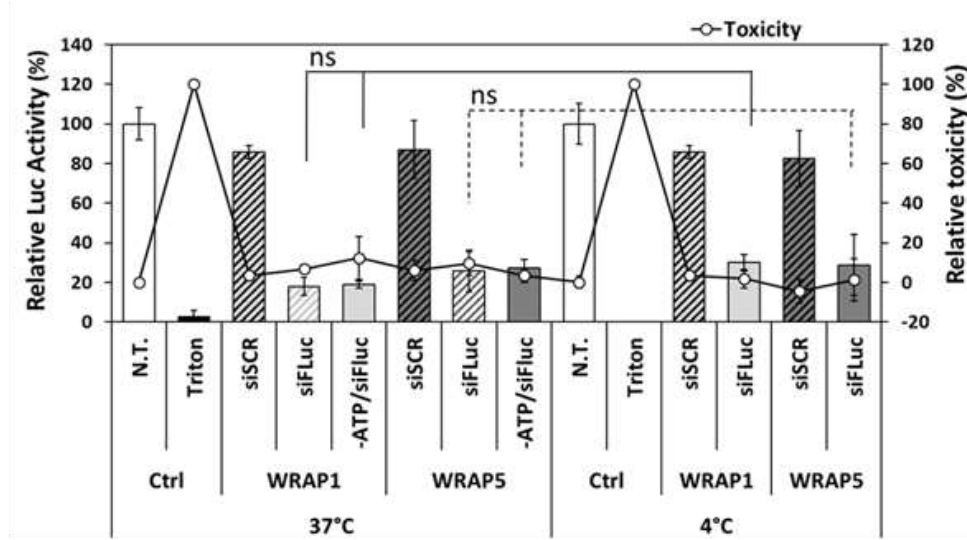 Toxicity
Relative Luc Activity (%)
140
120
100
80
60
40
20
0
ns
ns
Relative toxicity (%)
120
100
80
60
40
20
0
-20
N.T.
Triton
siSCR
siFLuc
-ATP/siFluc
siSCR
siFLuc
-ATP/siFluc
N.T.
Triton
siSCR
siFLuc
siSCR
siFLuc
Ctrl WRAP1 WRAP5 Ctrl WRAP1 WRAP5
37°C 4°C